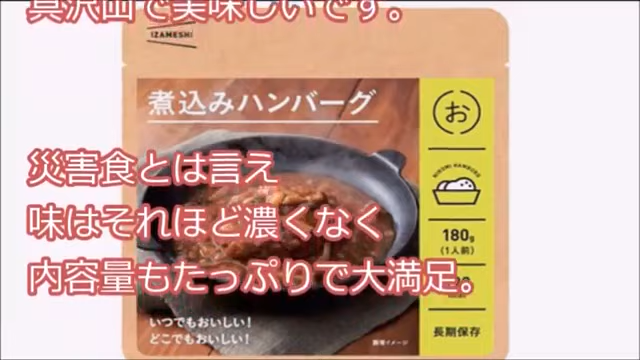 具沢山で美味しいです。
IZAMESHI
煮込みハンバーグ
お
NIKOMI HAMBURG
災害食とは言え
味はそれほど濃くなく
内容量もたっぷりで大満足。
180g
(1人前)
長期保存
いつでもおいしい!
どこでもおいしい!
調理イメージ